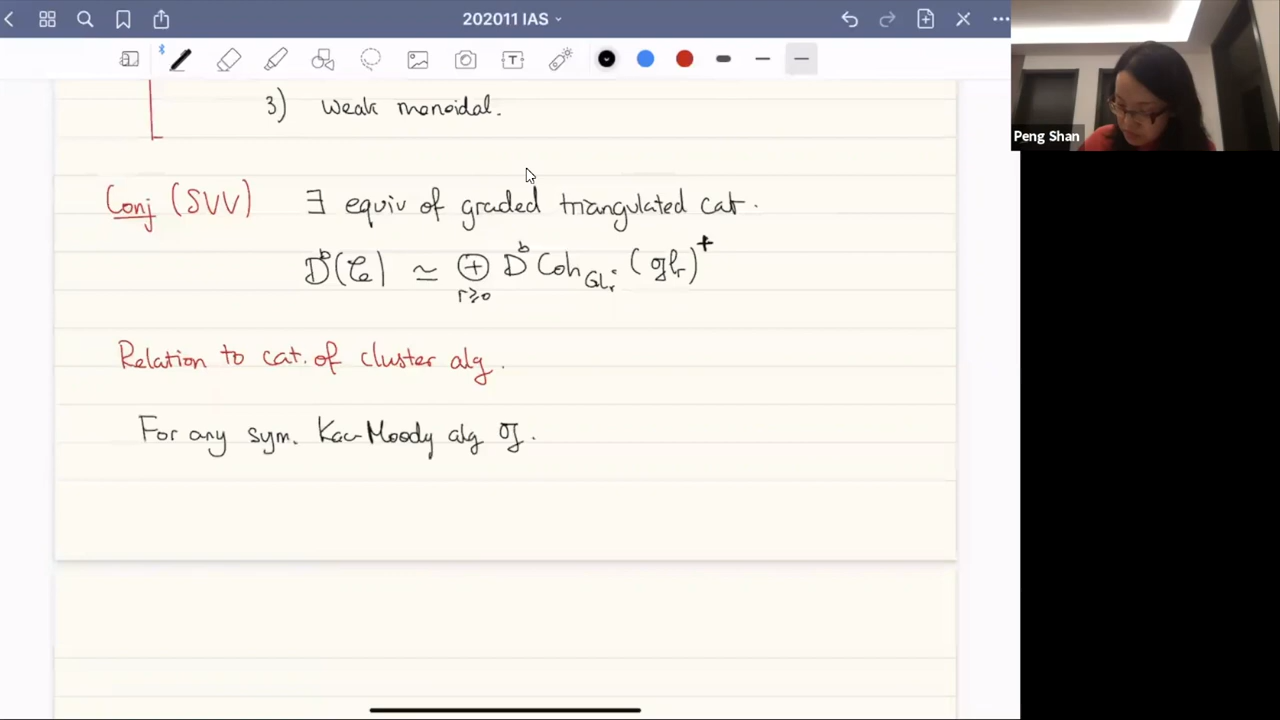 202011 IAS
Peng Shan
3) weak monoidal.
Conj (SVV) ∃ equiv of graded triangulated cat.
D^b(𝒞) ≃ ⊕_{r≥0} D^b Coh_{GL_r} (gl_r)^+
Relation to cat. of cluster alg.
For any sym. Kac-Moody alg 𝔤.